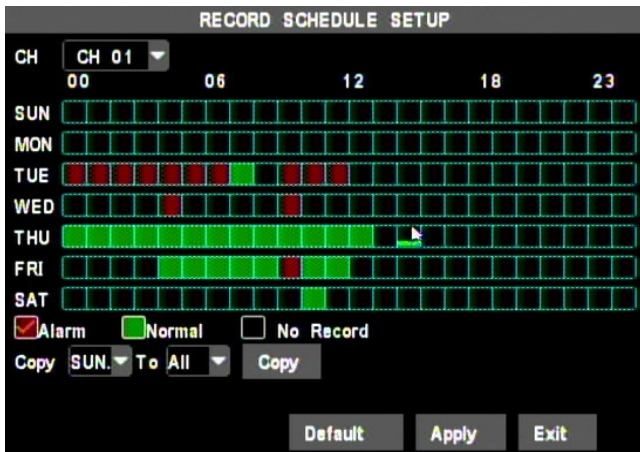 RECORD SCHEDULE SETUP
CH CH 01
00 06 12 18 23
SUN
MON
TUE
WED
THU
FRI
SAT
Alarm Normal No Record
Copy SUN. To All Copy
Default Apply Exit